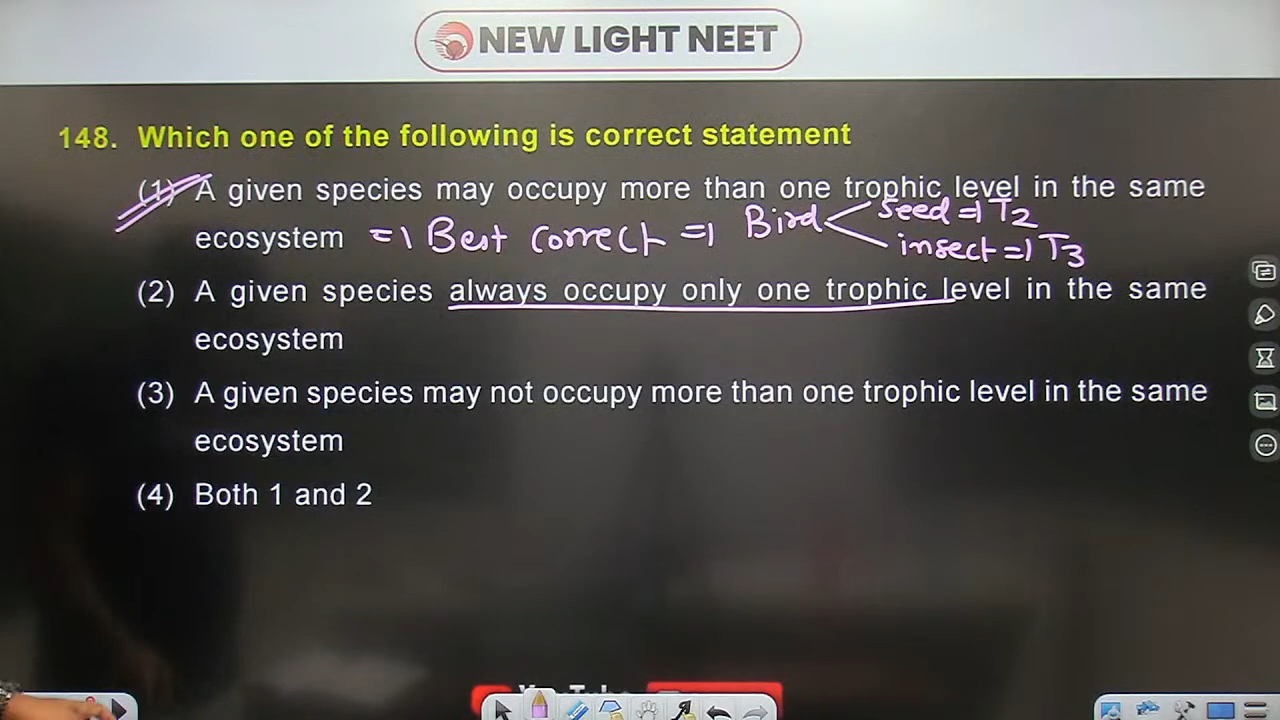 NEW LIGHT NEET
148. Which one of the following is correct statement
(1) A given species may occupy more than one trophic level in the same
ecosystem =) Best correct =) Bird seed =) T2
insect =) T3
(2) A given species always occupy only one trophic level in the same
ecosystem
(3) A given species may not occupy more than one trophic level in the same
ecosystem
(4) Both 1 and 2
YouTube